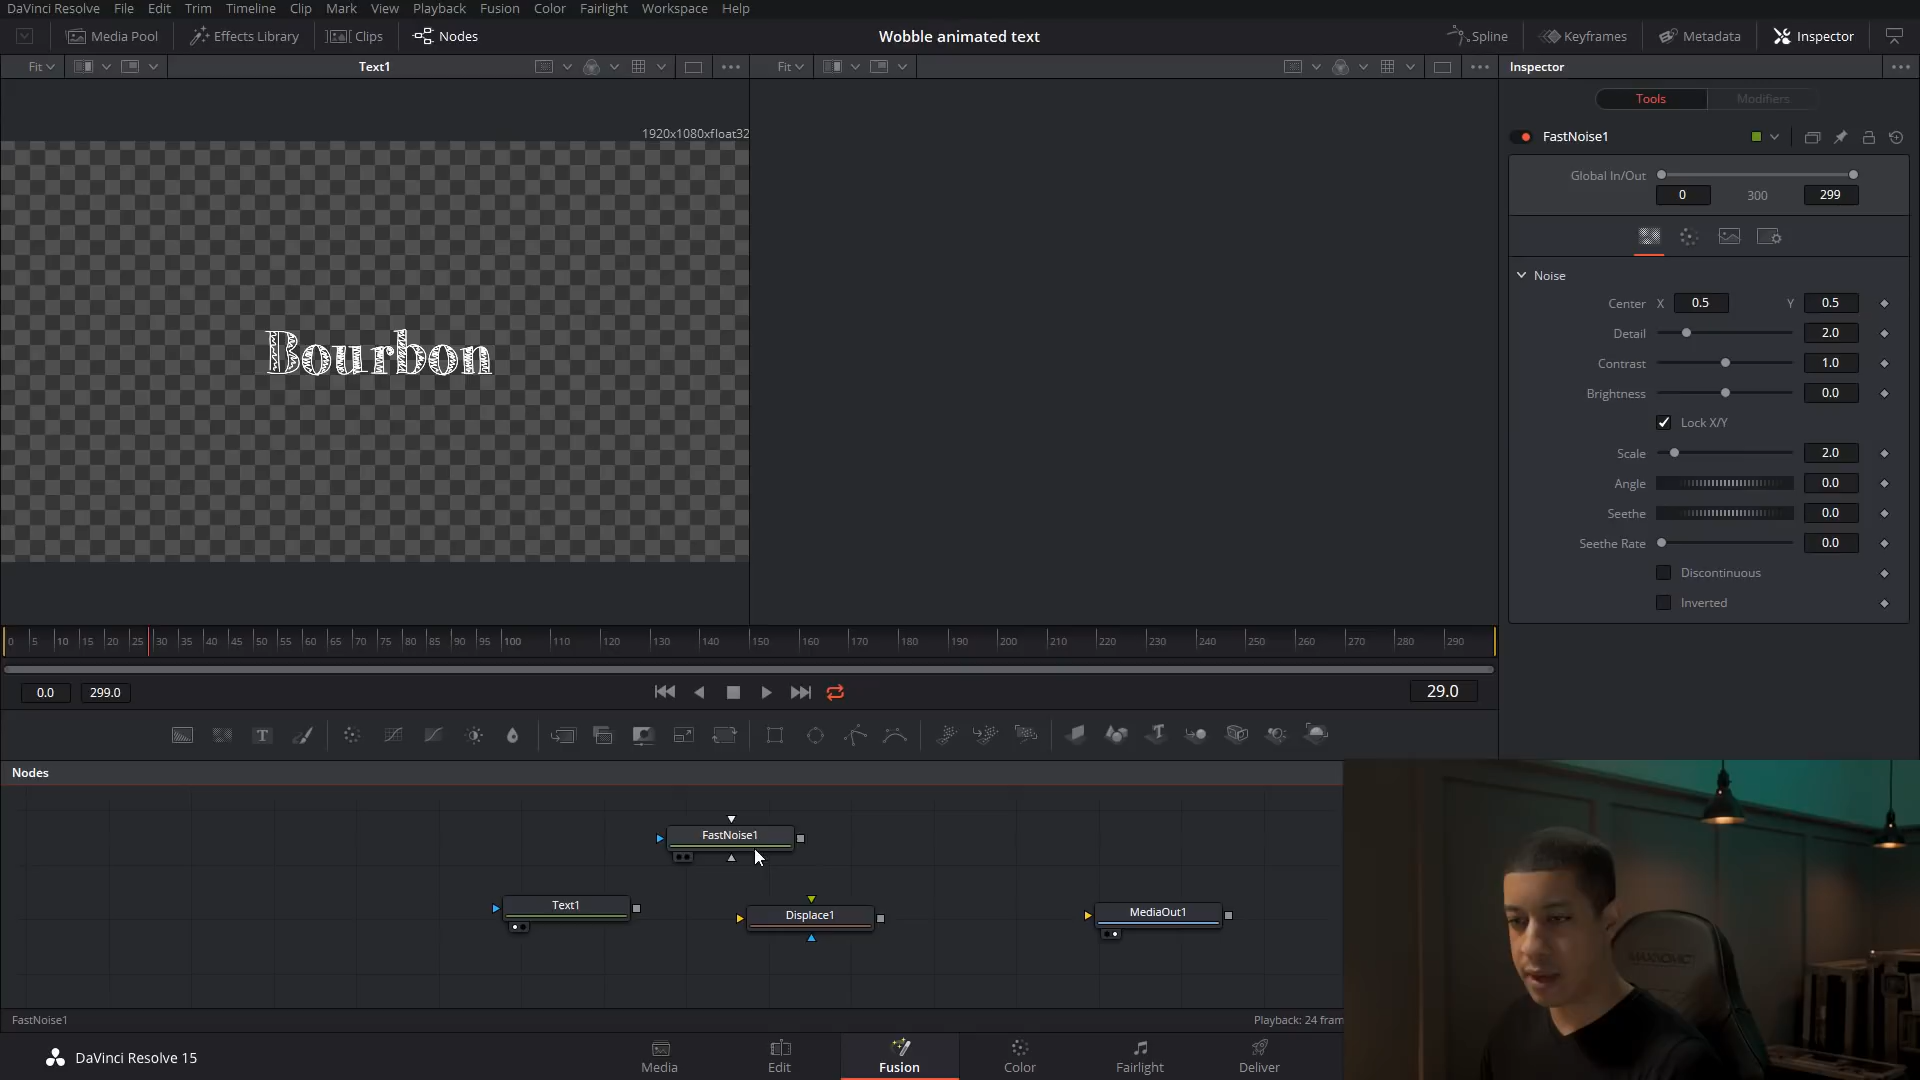 DaVinci Resolve File Edit Trim Timeline Clip Mark View Playback Fusion Color Fairlight Workspace Help
Media Pool Effects Library Clips Nodes Wobble animated text Spline Keyframes Metadata Inspector
Fit Text1 Fit Inspector
Tools Modifiers
1920x1080xfloat32
FastNoise1
Global In/Out
0 300 299
Noise
Center X 0.5 Y 0.5
Detail 2.0
Contrast 1.0
Brightness 0.0
Lock X/Y
Scale 2.0
Angle 0.0
Seethe 0.0
Seethe Rate 0.0
Discontinuous
Inverted
Bourbon
0 5 10 15 20 25 30 35 40 45 50 55 60 65 70 75 80 85 90 95 100 110 120 130 140 150 160 170 180 190 200 210 220 230 240 250 260 270 280 290
0.0 299.0 29.0
T T
Nodes
FastNoise1
Text1 Displace1 MediaOut1
MAXNOMIC
FastNoise1 Playback: 24 fram
DaVinci Resolve 15 Media Edit Fusion Color Fairlight Deliver